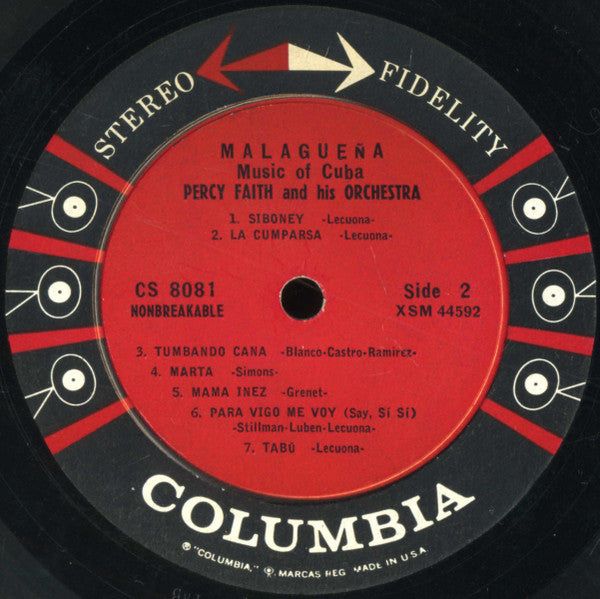 STEREO FIDELITY
MALAGUEÑA
Music of Cuba
PERCY FAITH and his ORCHESTRA
1. SIBONEY -Lecuona-
2. LA CUMPARSA -Lecuona-
CS 8081
NONBREAKABLE
Side 2
XSM 44592
3. TUMBANDO CANA -Blanco-Castro-Ramirez-
4. MARTA -Simons-
5. MAMA INEZ -Grenet-
6. PARA VIGO ME VOY (Say, Sí Sí)
-Stillman-Luben-Lecuona-
7. TABÚ -Lecuona-
COLUMBIA
® "COLUMBIA," MARCAS REG. MADE IN U.S.A.